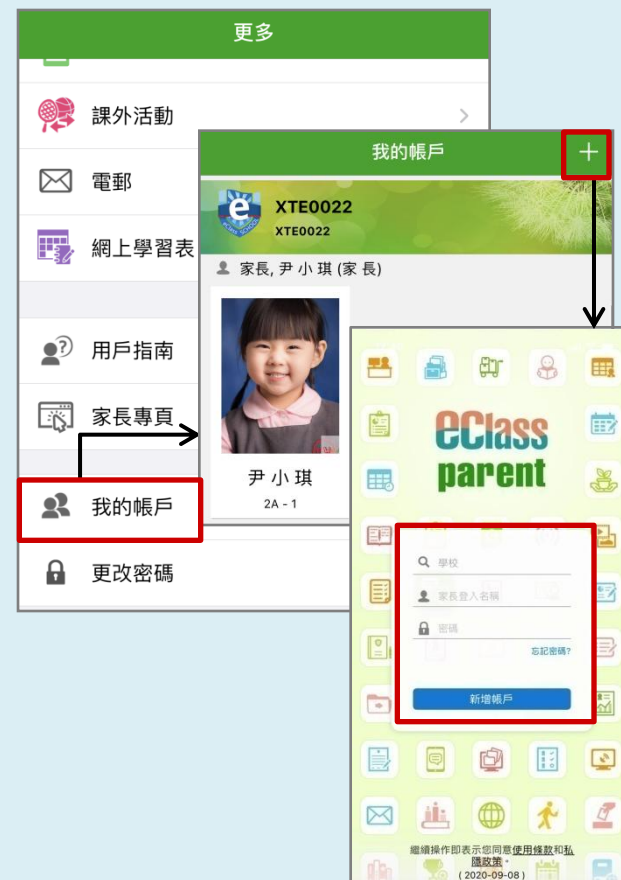 更多
課外活動
電郵
網上學習表
用戶指南
家長專頁
我的帳戶
更改密碼
我的帳戶
XTE0022
XTE0022
家長, 尹 小 琪 (家 長)
尹 小 琪
2A - 1
eClass
parent
學校
家長登入名稱
密碼
忘記密碼?
新增帳戶
繼續操作即表示您同意使用條款和私
隱政策。
( 2020-09-08 )